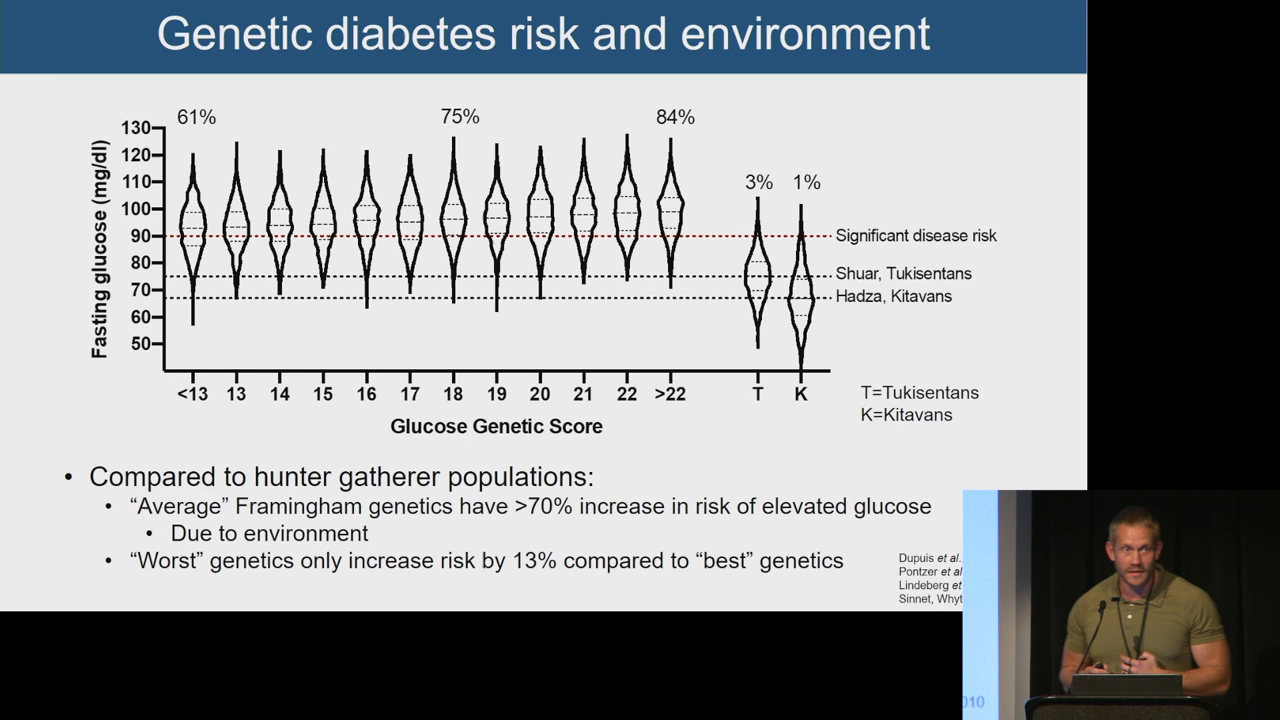 Genetic diabetes risk and environment
61%
75%
84%
3%
1%
Fasting glucose (mg/dl)
130
120
110
100
90
80
70
60
50
Significant disease risk
Shuar, Tukisentans
Hadza, Kitavans
<13 13 14 15 16 17 18 19 20 21 22 >22 T K
Glucose Genetic Score
T=Tukisentans
K=Kitavans
• Compared to hunter gatherer populations:
• “Average” Framingham genetics have >70% increase in risk of elevated glucose
• Due to environment
• “Worst” genetics only increase risk by 13% compared to “best” genetics
Dupuis et al.
Pontzer et al
Lindeberg et
Sinnet, Whyt
010